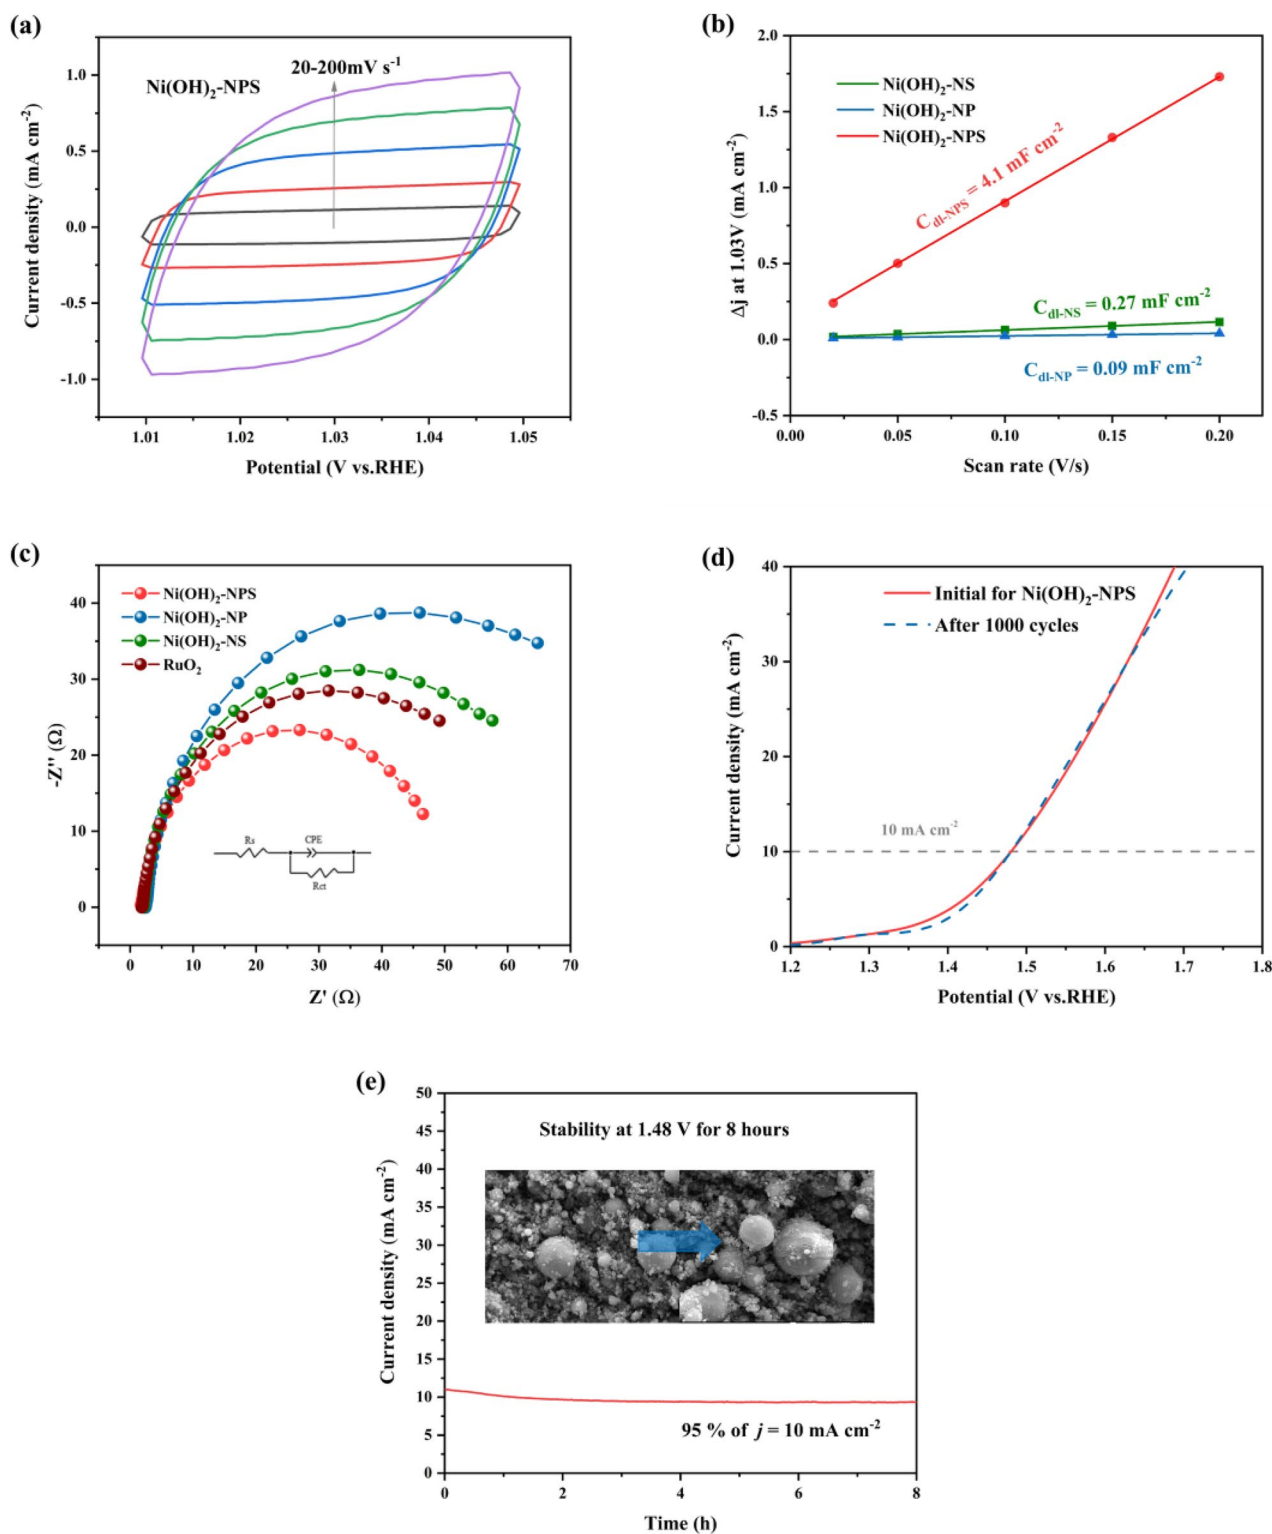 (a)
Ni(OH)₂-NPS
20-200mV s⁻¹
1.0
0.5
0.0
-0.5
-1.0
Current density (mA cm⁻²)
1.01 1.02 1.03 1.04 1.05
Potential (V vs.RHE)
(b)
Ni(OH)₂-NS
Ni(OH)₂-NP
Ni(OH)₂-NPS
C_dl-NPS = 4.1 mF cm⁻²
C_dl-NS = 0.27 mF cm⁻²
C_dl-NP = 0.09 mF cm⁻²
2.0
1.5
1.0
0.5
0.0
-0.5
Δj at 1.03V (mA cm⁻²)
0.00 0.05 0.10 0.15 0.20
Scan rate (V/s)
(c)
Ni(OH)₂-NPS
Ni(OH)₂-NP
Ni(OH)₂-NS
RuO₂
40
30
20
10
0
-Z'' (Ω)
Rs
CPE
Rct
0 10 20 30 40 50 60 70
Z' (Ω)
(d)
Initial for Ni(OH)₂-NPS
After 1000 cycles
10 mA cm⁻²
40
30
20
10
0
Current density (mA cm⁻²)
1.2 1.3 1.4 1.5 1.6 1.7 1.8
Potential (V vs.RHE)
(e)
Stability at 1.48 V for 8 hours
95 % of j = 10 mA cm⁻²
50
45
40
35
30
25
20
15
10
5
0
Current density (mA cm⁻²)
0 2 4 6 8
Time (h)